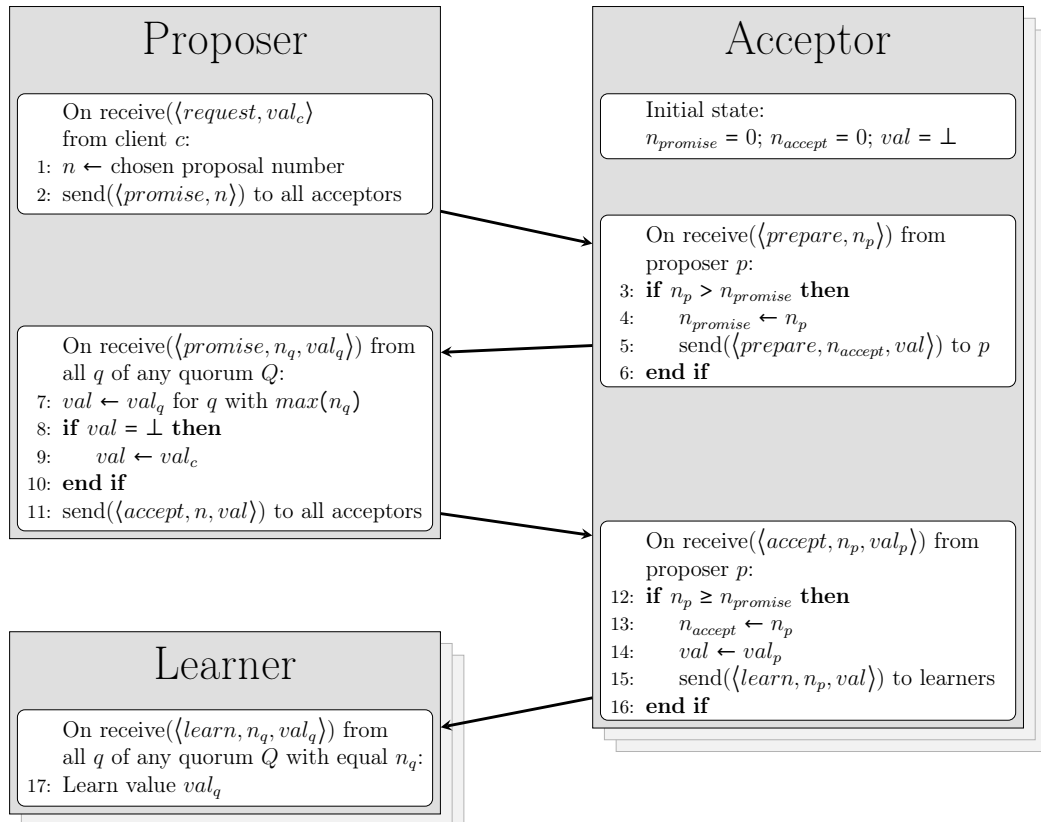 Proposer
On receive(⟨request, val_c⟩
from client c:
1: n ← chosen proposal number
2: send(⟨promise, n⟩) to all acceptors
On receive(⟨promise, n_q, val_q⟩) from
all q of any quorum Q:
7: val ← val_q for q with max(n_q)
8: if val = ⊥ then
9: val ← val_c
10: end if
11: send(⟨accept, n, val⟩) to all acceptors
Acceptor
Initial state:
n_promise = 0; n_accept = 0; val = ⊥
On receive(⟨prepare, n_p⟩) from
proposer p:
3: if n_p > n_promise then
4: n_promise ← n_p
5: send(⟨prepare, n_accept, val⟩) to p
6: end if
On receive(⟨accept, n_p, val_p⟩) from
proposer p:
12: if n_p ≥ n_promise then
13: n_accept ← n_p
14: val ← val_p
15: send(⟨learn, n_p, val⟩) to learners
16: end if
Learner
On receive(⟨learn, n_q, val_q⟩) from
all q of any quorum Q with equal n_q:
17: Learn value val_q